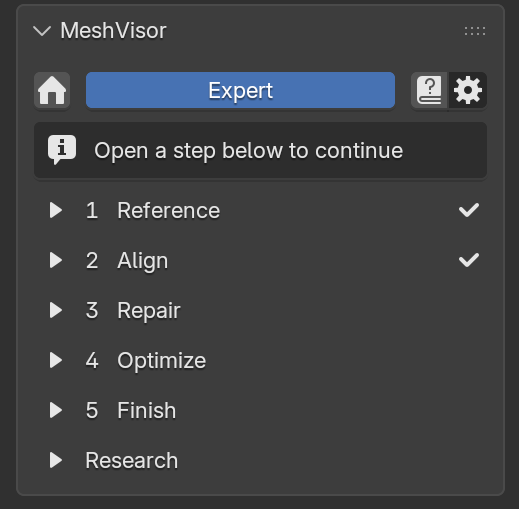 MeshVisor
Expert
Open a step below to continue
1 Reference
2 Align
3 Repair
4 Optimize
5 Finish
Research